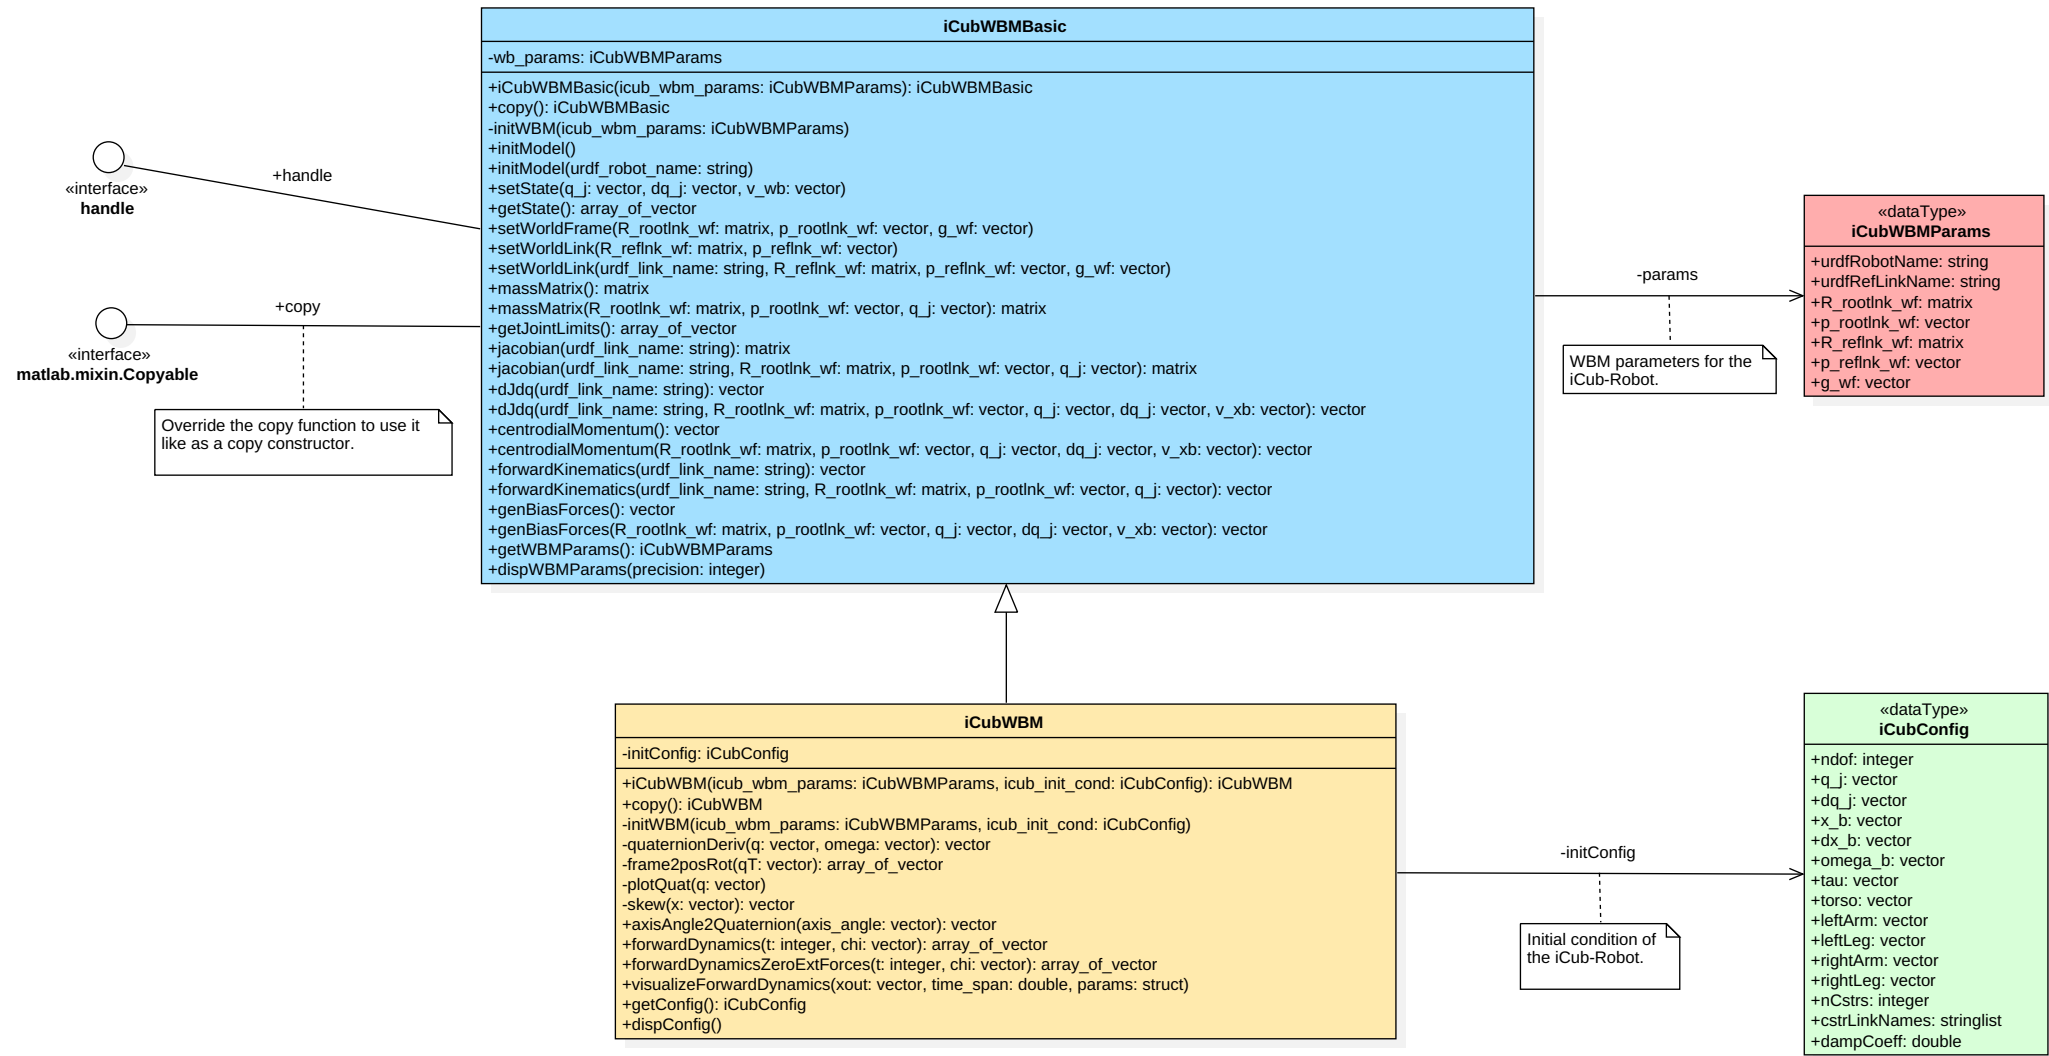 iCubWBMBasic
-wb_params: iCubWBMParams
+iCubWBMBasic(icub_wbm_params: iCubWBMParams): iCubWBMBasic
+copy(): iCubWBMBasic
-initWBM(icub_wbm_params: iCubWBMParams)
+initModel()
+initModel(urdf_robot_name: string)
+setState(q_j: vector, dq_j: vector, v_wb: vector)
+getState(): array_of_vector
+setWorldFrame(R_rootlnk_wf: matrix, p_rootlnk_wf: vector, g_wf: vector)
+setWorldLink(R_reflnk_wf: matrix, p_reflnk_wf: vector)
+setWorldLink(urdf_link_name: string, R_reflnk_wf: matrix, p_reflnk_wf: vector, g_wf: vector)
+massMatrix(): matrix
+massMatrix(R_rootlnk_wf: matrix, p_rootlnk_wf: vector, q_j: vector): matrix
+getJointLimits(): array_of_vector
+jacobian(urdf_link_name: string): matrix
+jacobian(urdf_link_name: string, R_rootlnk_wf: matrix, p_rootlnk_wf: vector, q_j: vector): matrix
+dJdq(urdf_link_name: string): vector
+dJdq(urdf_link_name: string, R_rootlnk_wf: matrix, p_rootlnk_wf: vector, q_j: vector, dq_j: vector, v_xb: vector): vector
+centrodialMomentum(): vector
+centrodialMomentum(R_rootlnk_wf: matrix, p_rootlnk_wf: vector, q_j: vector, dq_j: vector, v_xb: vector): vector
+forwardKinematics(urdf_link_name: string): vector
+forwardKinematics(urdf_link_name: string, R_rootlnk_wf: matrix, p_rootlnk_wf: vector, q_j: vector): vector
+genBiasForces(): vector
+genBiasForces(R_rootlnk_wf: matrix, p_rootlnk_wf: vector, q_j: vector, dq_j: vector, v_xb: vector): vector
+getWBMParams(): iCubWBMParams
+dispWBMParams(precision: integer)
+handle
«interface»
handle
+copy
«interface»
matlab.mixin.Copyable
Override the copy function to use it
like as a copy constructor.
-params
WBM parameters for the
iCub-Robot.
«dataType»
iCubWBMParams
+urdfRobotName: string
+urdfRefLinkName: string
+R_rootlnk_wf: matrix
+p_rootlnk_wf: vector
+R_reflnk_wf: matrix
+p_reflnk_wf: vector
+g_wf: vector
iCubWBM
-initConfig: iCubConfig
+iCubWBM(icub_wbm_params: iCubWBMParams, icub_init_cond: iCubConfig): iCubWBM
+copy(): iCubWBM
-initWBM(icub_wbm_params: iCubWBMParams, icub_init_cond: iCubConfig)
-quaternionDeriv(q: vector, omega: vector): vector
-frame2posRot(qT: vector): array_of_vector
-plotQuat(q: vector)
-skew(x: vector): vector
+axisAngle2Quaternion(axis_angle: vector): vector
+forwardDynamics(t: integer, chi: vector): array_of_vector
+forwardDynamicsZeroExtForces(t: integer, chi: vector): array_of_vector
+visualizeForwardDynamics(xout: vector, time_span: double, params: struct)
+getConfig(): iCubConfig
+dispConfig()
-initConfig
Initial condition of
the iCub-Robot.
«dataType»
iCubConfig
+ndof: integer
+q_j: vector
+dq_j: vector
+x_b: vector
+dx_b: vector
+omega_b: vector
+tau: vector
+torso: vector
+leftArm: vector
+leftLeg: vector
+rightArm: vector
+rightLeg: vector
+nCstrs: integer
+cstrLinkNames: stringlist
+dampCoeff: double